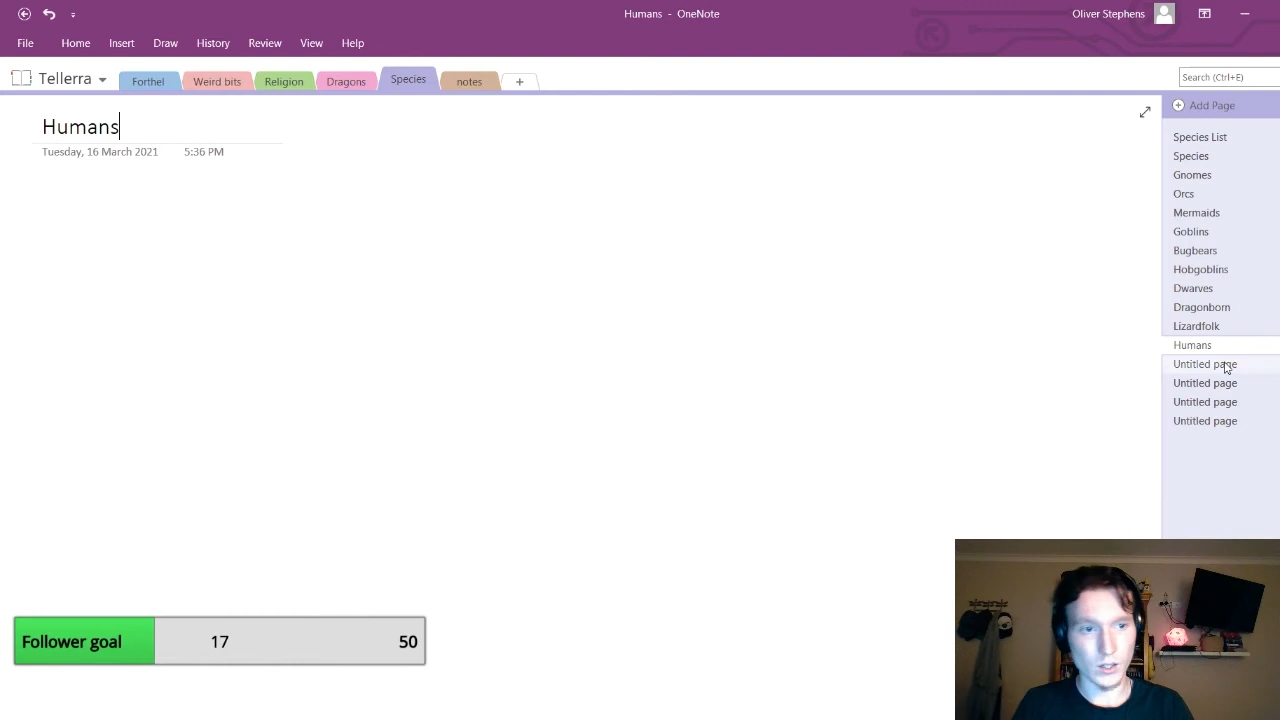 Humans - OneNote
Oliver Stephens
File Home Insert Draw History Review View Help
Tellerra Forthel Weird bits Religion Dragons Species notes +
Search (Ctrl+E)
Add Page
Humans
Tuesday, 16 March 2021 5:36 PM
Species List
Species
Gnomes
Orcs
Mermaids
Goblins
Bugbears
Hobgoblins
Dwarves
Dragonborn
Lizardfolk
Humans
Untitled page
Untitled page
Untitled page
Untitled page
Follower goal 17 50